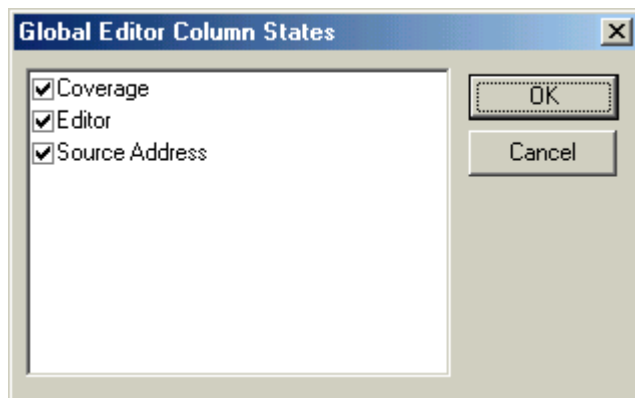 Global Editor Column States
Coverage
Editor
Source Address
OK
Cancel